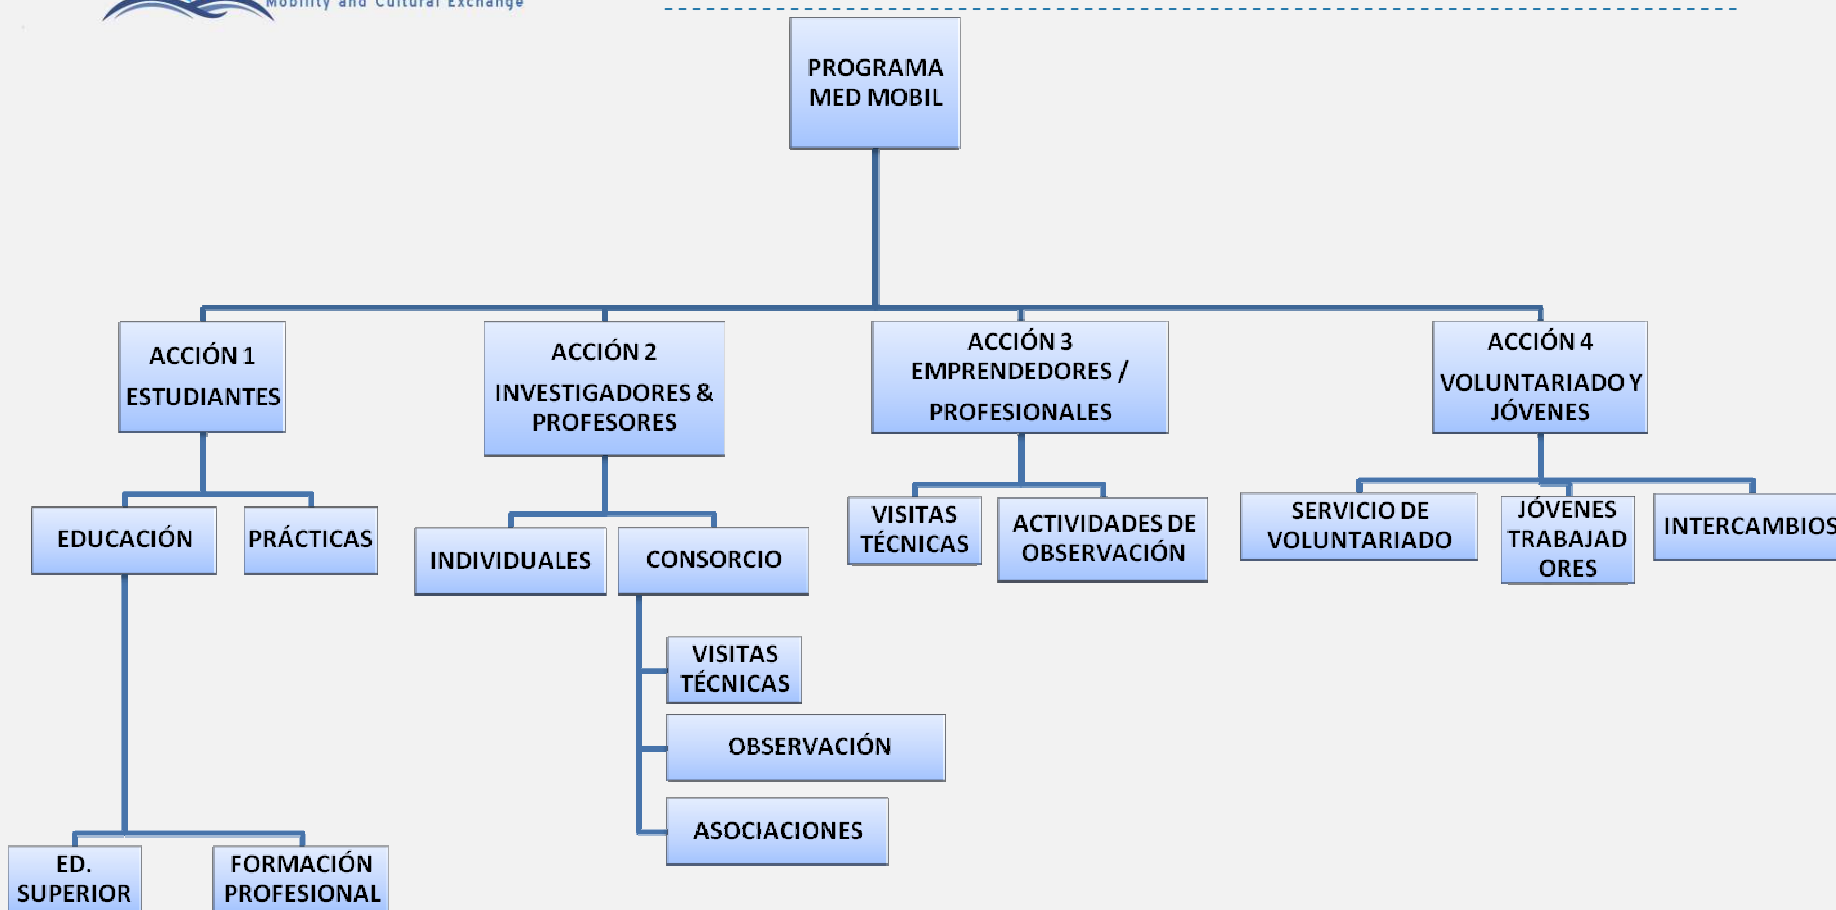 Mobility and Cultural Exchange
PROGRAMA
MED MOBIL
ACCIÓN 1
ESTUDIANTES
ACCIÓN 2
INVESTIGADORES &
PROFESORES
ACCIÓN 3
EMPRENDEDORES /
PROFESIONALES
ACCIÓN 4
VOLUNTARIADO Y
JÓVENES
EDUCACIÓN
PRÁCTICAS
INDIVIDUALES
CONSORCIO
VISITAS
TÉCNICAS
ACTIVIDADES DE
OBSERVACIÓN
SERVICIO DE
VOLUNTARIADO
JÓVENES
TRABAJAD
ORES
INTERCAMBIOS
VISITAS
TÉCNICAS
OBSERVACIÓN
ASOCIACIONES
ED.
SUPERIOR
FORMACIÓN
PROFESIONAL